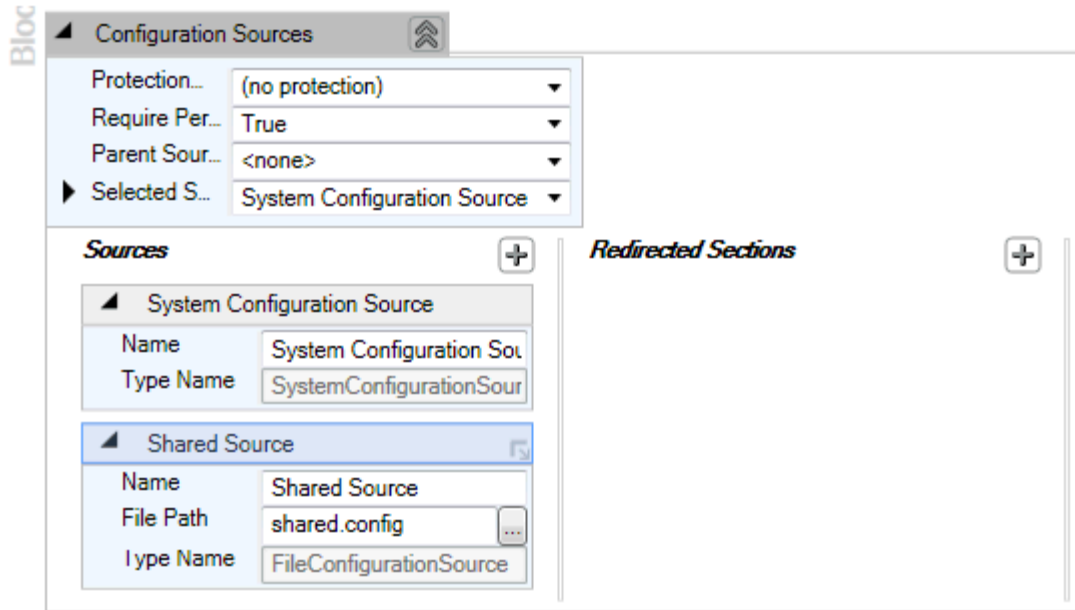 Bloc
Configuration Sources
Protection... (no protection)
Require Per... True
Parent Sour... <none>
Selected S... System Configuration Source
Sources
Redirected Sections
System Configuration Source
Name System Configuration Sou
Type Name SystemConfigurationSour
Shared Source
Name Shared Source
File Path shared.config ...
Type Name FileConfigurationSource